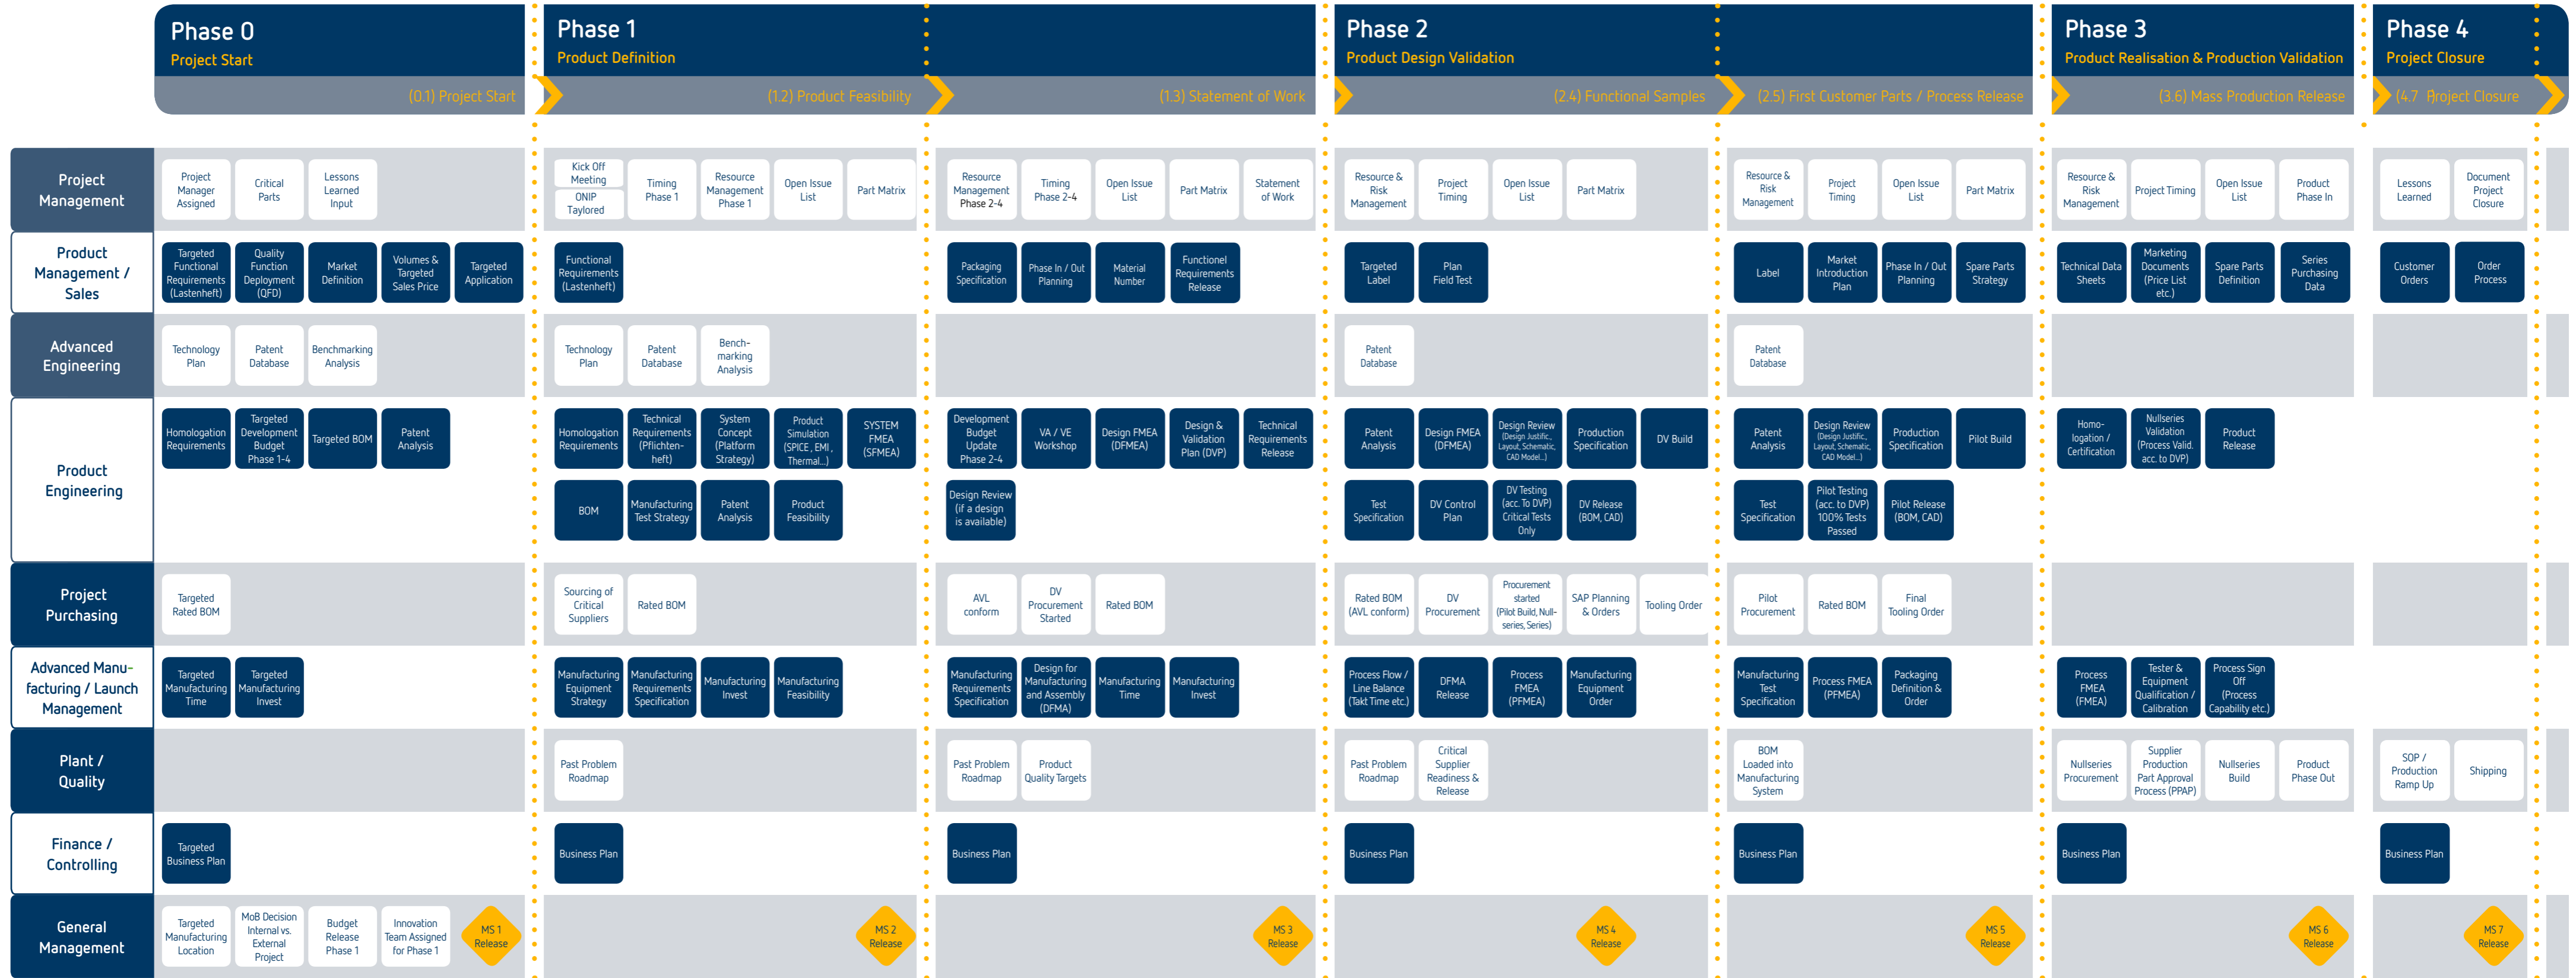 Phase 0
Project Start
Phase 1
Product Definition
Phase 2
Product Design Validation
Phase 3
Product Realisation & Production Validation
Phase 4
Project Closure
(0.1) Project Start
(1.2) Product Feasibility
(1.3) Statement of Work
(2.4) Functional Samples
(2.5) First Customer Parts / Process Release
(3.6) Mass Production Release
(4.7 Project Closure
Project
Management
Project
Manager
Assigned
Critical
Parts
Lessons
Learned
Input
Kick Off
Meeting
ONIP
Taylored
Timing
Phase 1
Resource
Management
Phase 1
Open Issue
List
Part Matrix
Resource
Management
Phase 2-4
Timing
Phase 2-4
Open Issue
List
Part Matrix
Statement
of Work
Resource &
Risk
Management
Project
Timing
Open Issue
List
Part Matrix
Resource &
Risk
Management
Project
Timing
Open Issue
List
Part Matrix
Resource &
Risk
Management
Project Timing
Open Issue
List
Product
Phase In
Lessons
Learned
Document
Project
Closure
Product
Management /
Sales
Targeted
Functional
Requirements
(Lastenheft)
Quality
Function
Deployment
(QFD)
Market
Definition
Volumes &
Targeted
Sales Price
Targeted
Application
Functional
Requirements
(Lastenheft)
Packaging
Specification
Phase In / Out
Planning
Material
Number
Functionel
Requirements
Release
Targeted
Label
Plan
Field Test
Label
Market
Introduction
Plan
Phase In / Out
Planning
Spare Parts
Strategy
Technical Data
Sheets
Marketing
Documents
(Price List
etc.)
Spare Parts
Definition
Series
Purchasing
Data
Customer
Orders
Order
Process
Advanced
Engineering
Technology
Plan
Patent
Database
Benchmarking
Analysis
Technology
Plan
Patent
Database
Bench-
marking
Analysis
Patent
Database
Patent
Database
Product
Engineering
Homologation
Requirements
Targeted
Development
Budget
Phase 1-4
Targeted BOM
Patent
Analysis
Homologation
Requirements
Technical
Requirements
(Pflichten-
heft)
System
Concept
(Platform
Strategy)
Product
Simulation
(SPICE , EMI ,
Thermal...)
SYSTEM
FMEA
(SFMEA)
Development
Budget
Update
Phase 2-4
VA / VE
Workshop
Design FMEA
(DFMEA)
Design &
Validation
Plan (DVP)
Technical
Requirements
Release
Patent
Analysis
Design FMEA
(DFMEA)
Design Review
(Design Justific.,
Layout, Schematic,
CAD Model...)
Production
Specification
DV Build
Patent
Analysis
Design Review
(Design Justific.,
Layout, Schematic,
CAD Model...)
Production
Specification
Pilot Build
Homo-
logation /
Certification
Nullseries
Validation
(Process Valid.
acc. to DVP)
Product
Release
BOM
Manufacturing
Test Strategy
Patent
Analysis
Product
Feasibility
Design Review
(if a design
is available)
Test
Specification
DV Control
Plan
DV Testing
(acc. To DVP)
Critical Tests
Only
DV Release
(BOM, CAD)
Test
Specification
Pilot Testing
(acc. to DVP)
100% Tests
Passed
Pilot Release
(BOM, CAD)
Project
Purchasing
Targeted
Rated BOM
Sourcing of
Critical
Suppliers
Rated BOM
AVL
conform
DV
Procurement
Started
Rated BOM
Rated BOM
(AVL conform)
DV
Procurement
Procurement
started
(Pilot Build, Null-
series, Series)
SAP Planning
& Orders
Tooling Order
Pilot
Procurement
Rated BOM
Final
Tooling Order
Advanced Manu-
facturing / Launch
Management
Targeted
Manufacturing
Time
Targeted
Manufacturing
Invest
Manufacturing
Equipment
Strategy
Manufacturing
Requirements
Specification
Manufacturing
Invest
Manufacturing
Feasibility
Manufacturing
Requirements
Specification
Design for
Manufacturing
and Assembly
(DFMA)
Manufacturing
Time
Manufacturing
Invest
Process Flow /
Line Balance
(Takt Time etc.)
DFMA
Release
Process
FMEA
(PFMEA)
Manufacturing
Equipment
Order
Manufacturing
Test
Specification
Process FMEA
(PFMEA)
Packaging
Definition &
Order
Process
FMEA
(FMEA)
Tester &
Equipment
Qualification /
Calibration
Process Sign
Off
(Process
Capability etc.)
Plant /
Quality
Past Problem
Roadmap
Past Problem
Roadmap
Product
Quality Targets
Past Problem
Roadmap
Critical
Supplier
Readiness &
Release
BOM
Loaded into
Manufacturing
System
Nullseries
Procurement
Supplier
Production
Part Approval
Process (PPAP)
Nullseries
Build
Product
Phase Out
SOP /
Production
Ramp Up
Shipping
Finance /
Controlling
Targeted
Business Plan
Business Plan
Business Plan
Business Plan
Business Plan
Business Plan
Business Plan
General
Management
Targeted
Manufacturing
Location
MoB Decision
Internal vs.
External
Project
Budget
Release
Phase 1
Innovation
Team Assigned
for Phase 1
MS 1
Release
MS 2
Release
MS 3
Release
MS 4
Release
MS 5
Release
MS 6
Release
MS 7
Release